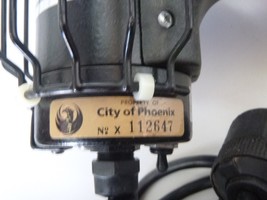 PROPERTY OF
City of Phoenix
Nº X 112647